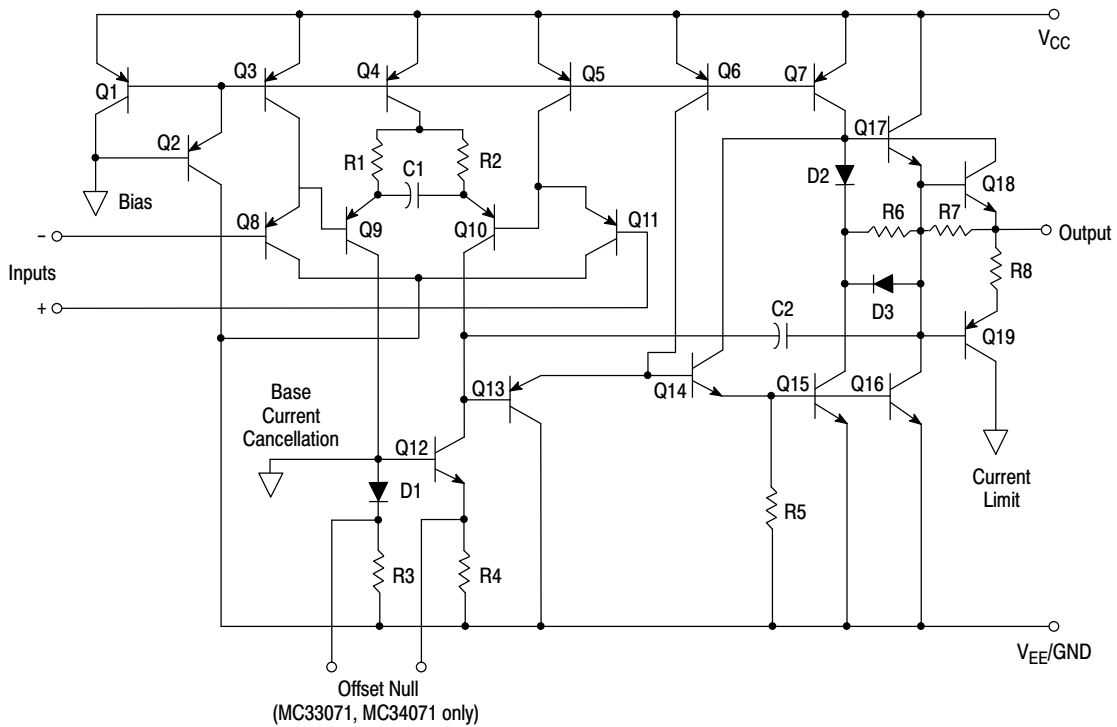 V_CC
Q1
Q3
Q4
Q5
Q6
Q7
Q2
R1
C1
R2
Q17
D2
Q18
Bias
Q8
Q9
Q10
Q11
R6
R7
−
Output
Inputs
R8
+
D3
C2
Q19
Base
Current
Cancellation
Q13
Q14
Q15
Q16
Q12
D1
Current
Limit
R5
R3
R4
V_EE/GND
Offset Null
(MC33071, MC34071 only)